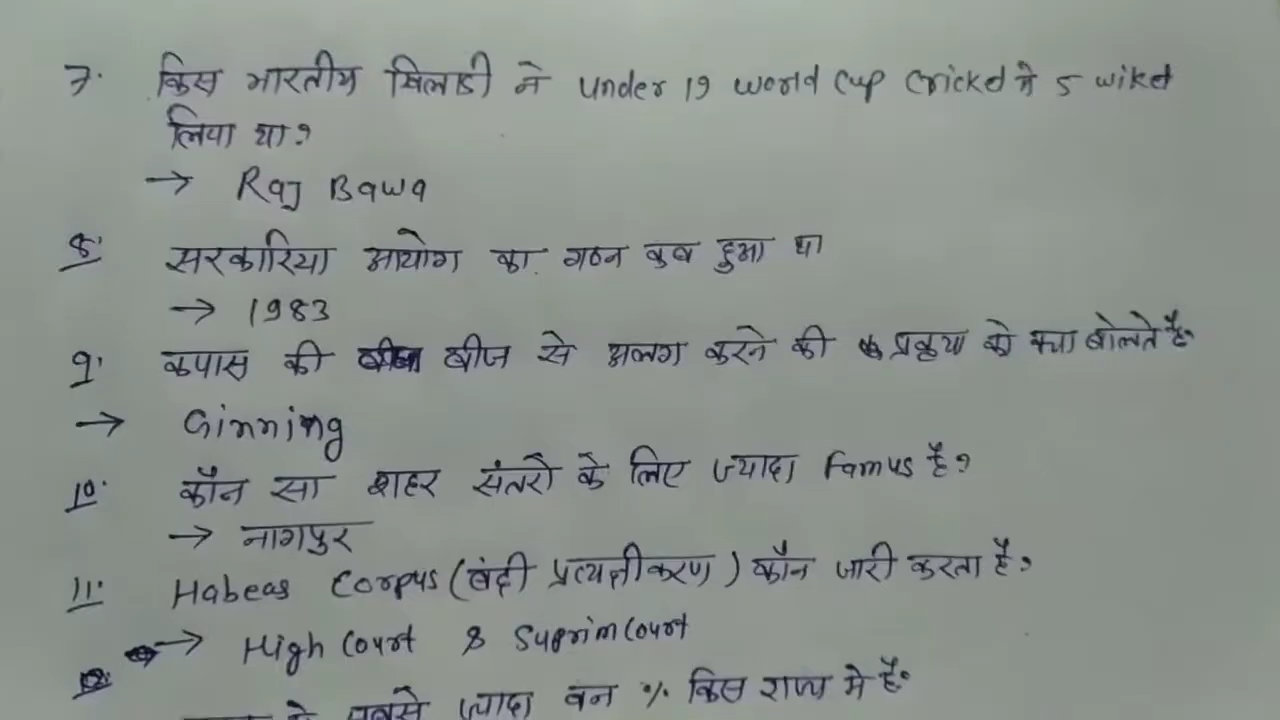 7. किस भारतीय खिलाडी ने under 19 world cup cricket मे 5 wiket
लिया था?
→ Raj Bawa
8. सरकारिया आयोग का गठन कब हुआ था
→ 1983
9. कपास की बीज से अलग करने की प्रकृया को क्या बोलते है?
→ Ginning
10. कौन सा शहर संतरो के लिए ज्यादा famus है?
→ नागपुर
11. Habeas Corpus (बंदी प्रत्यक्षीकरण) कौन जारी करता है?
→ High Court & Suprim Court
सबसे ज्यादा वन % किस राज्य मे है?